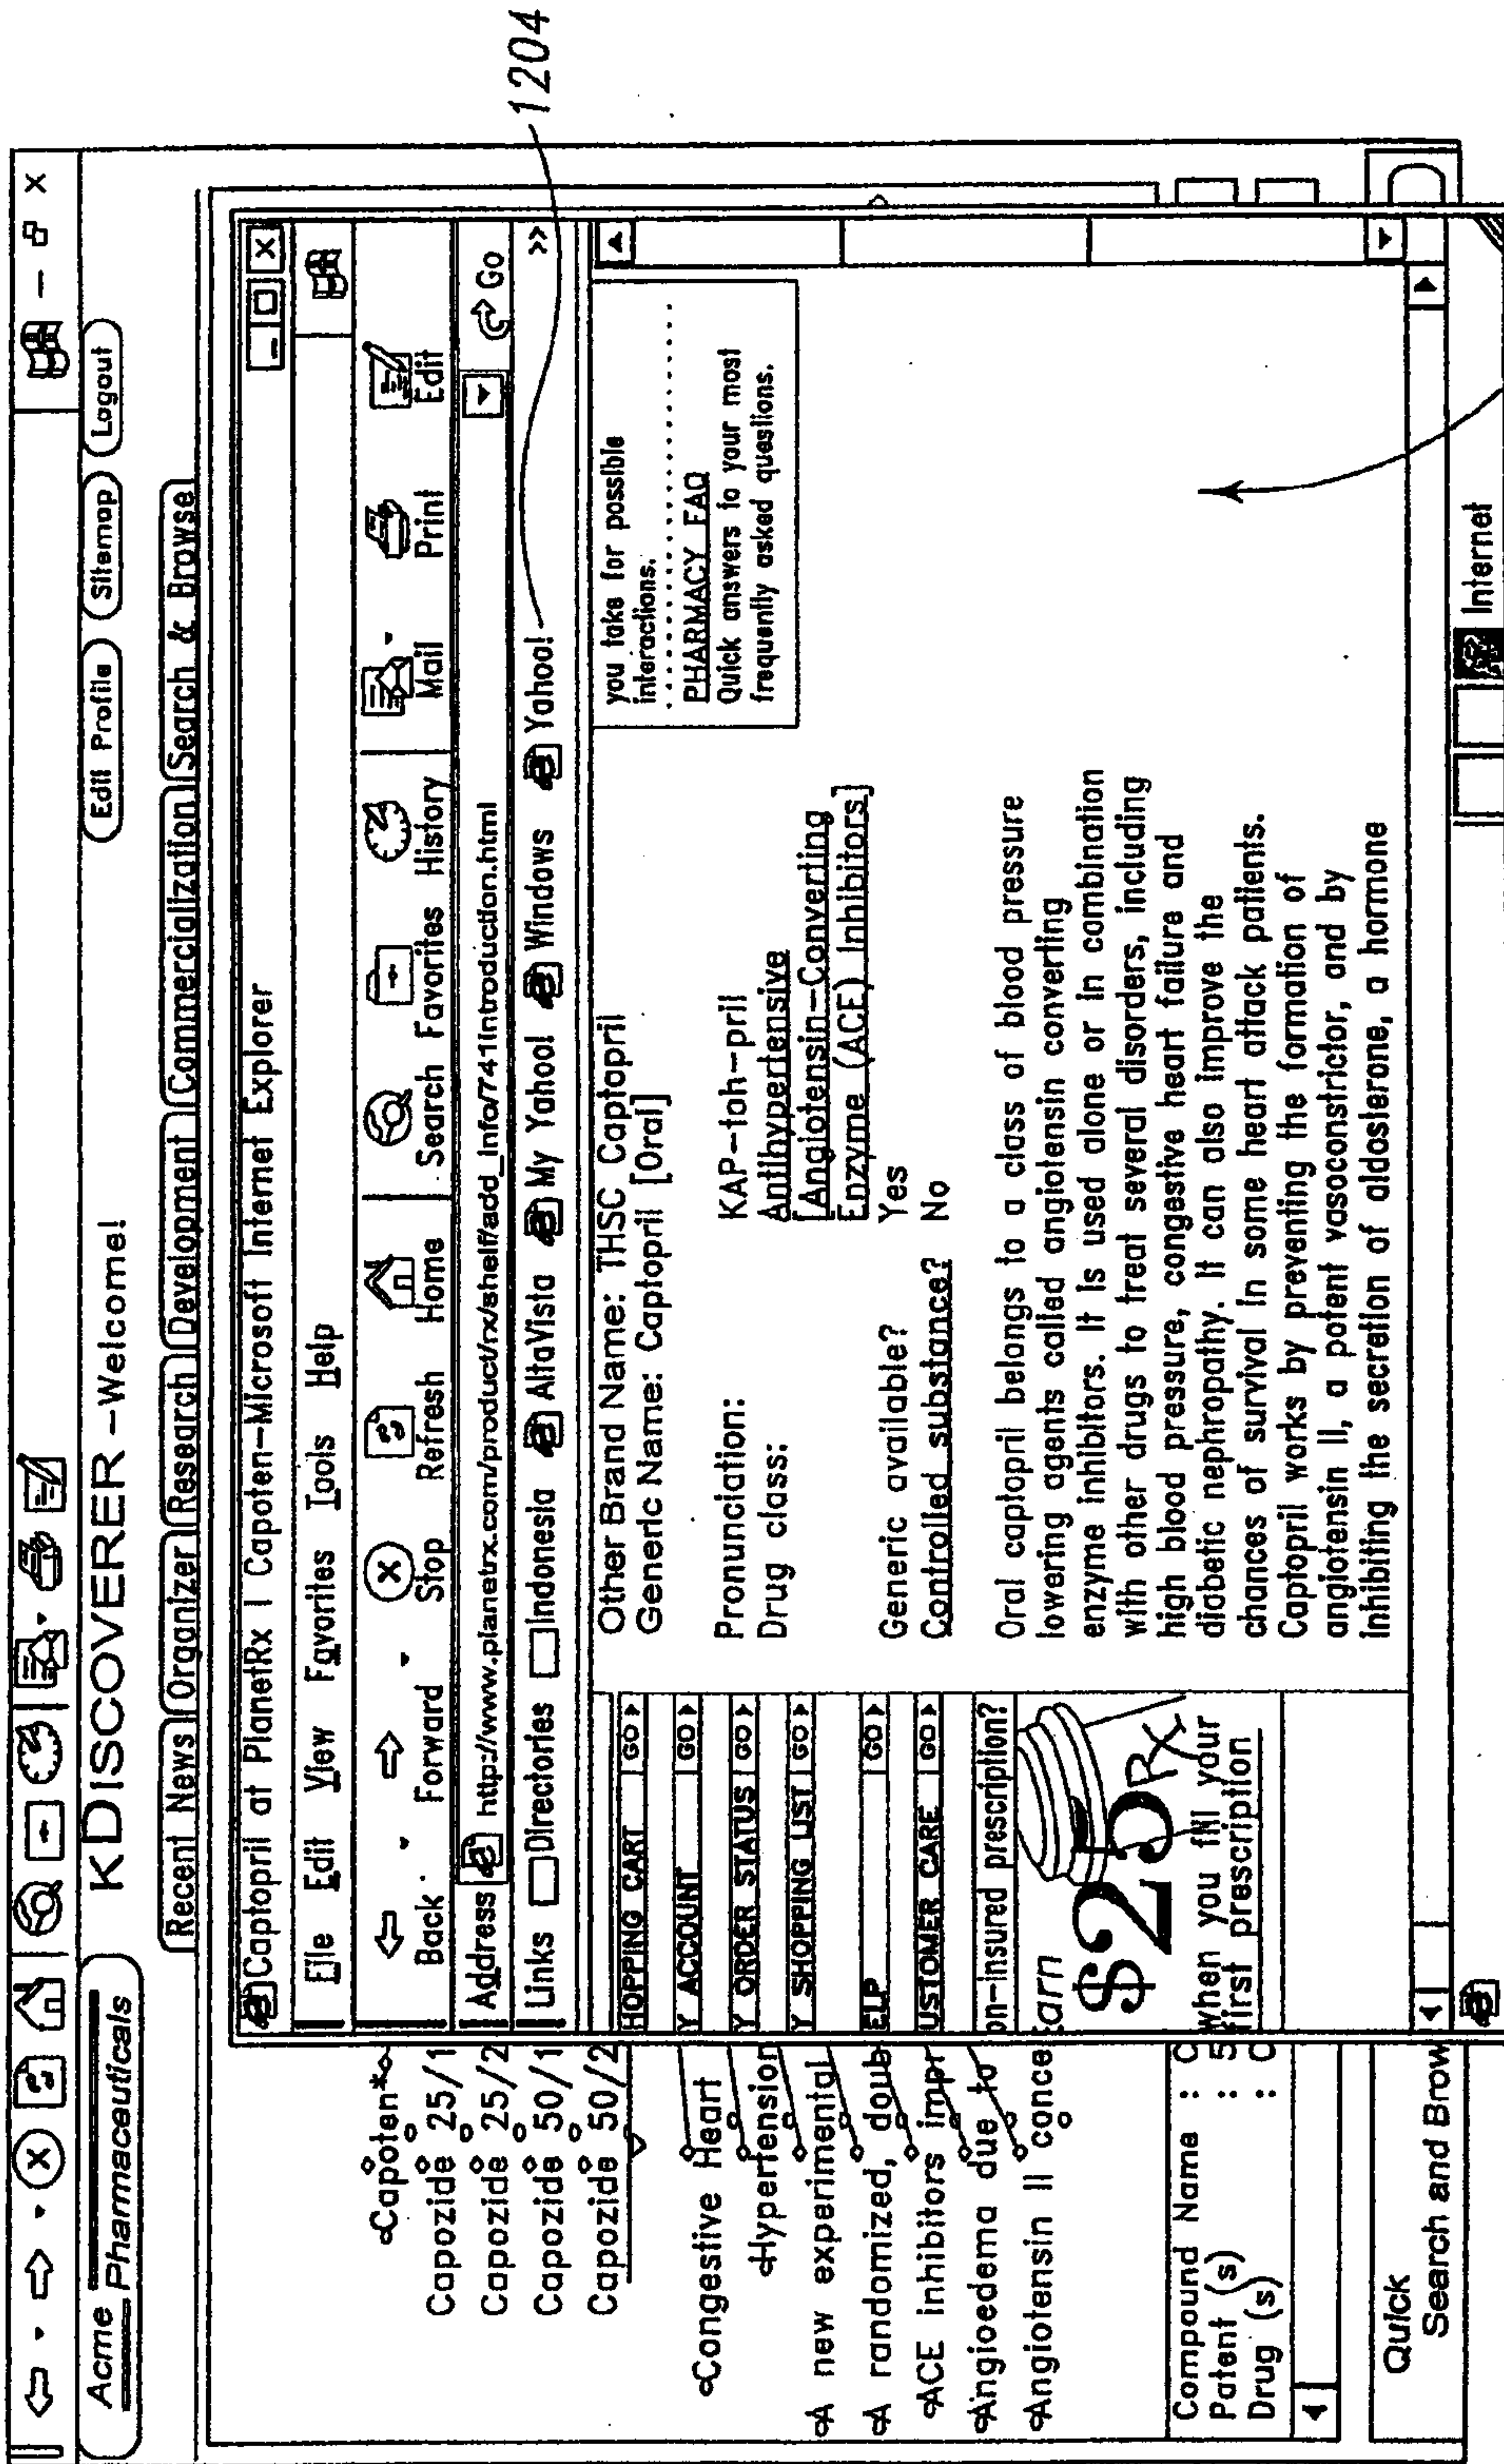 Acme
Pharmaceuticals
KDISCOVERER –Welcome!
Edit Profile Sitemap Logout
Recent News Organizer Research Development Commercialization Search & Browse
Captopril at PlanetRx | Capoten–Microsoft Internet Explorer
File Edit View Favorites Tools Help
Back Forward Stop Refresh Home Search Favorites History Mail Print Edit
Address http://www.planetrx.com/product/rx/shelf/add_info/741introduction.html Go
Links Directories Indonesia AltaVista My Yahoo! Windows Yahoo! >>
1204
Capoten*
Capozide 25/1
Capozide 25/2
Capozide 50/1
Capozide 50/2
Congestive Heart
Hypertension
A new experimental
A randomized, doub
ACE inhibitors impr
Angioedema due to
Angiotensin II conce
Compound Name : C
Patent (s) : 5
Drug (s) : C
Quick
Search and Brow
HOPPING CART GO
Y ACCOUNT GO
Y ORDER STATUS GO
Y SHOPPING LIST GO
ELP GO
USTOMER CARE GO
on-insured prescription?
earn
$25
Rx
when you fill your
first prescription
Other Brand Name: THSC Captopril
Generic Name: Captopril [Oral]
Pronunciation: KAP–toh–pril
Drug class: Antihypertensive
[Angiotensin–Converting
Enzyme (ACE) Inhibitors]
Generic available? Yes
Controlled substance? No
Oral captopril belongs to a class of blood pressure
lowering agents called angiotensin converting
enzyme inhibitors. It is used alone or in combination
with other drugs to treat several disorders, including
high blood pressure, congestive heart failure and
diabetic nephropathy. It can also improve the
chances of survival in some heart attack patients.
Captopril works by preventing the formation of
angiotensin II, a potent vasoconstrictor, and by
inhibiting the secretion of aldosterone, a hormone
you take for possible
interactions.
PHARMACY FAQ
Quick answers to your most
frequently asked questions.
Internet